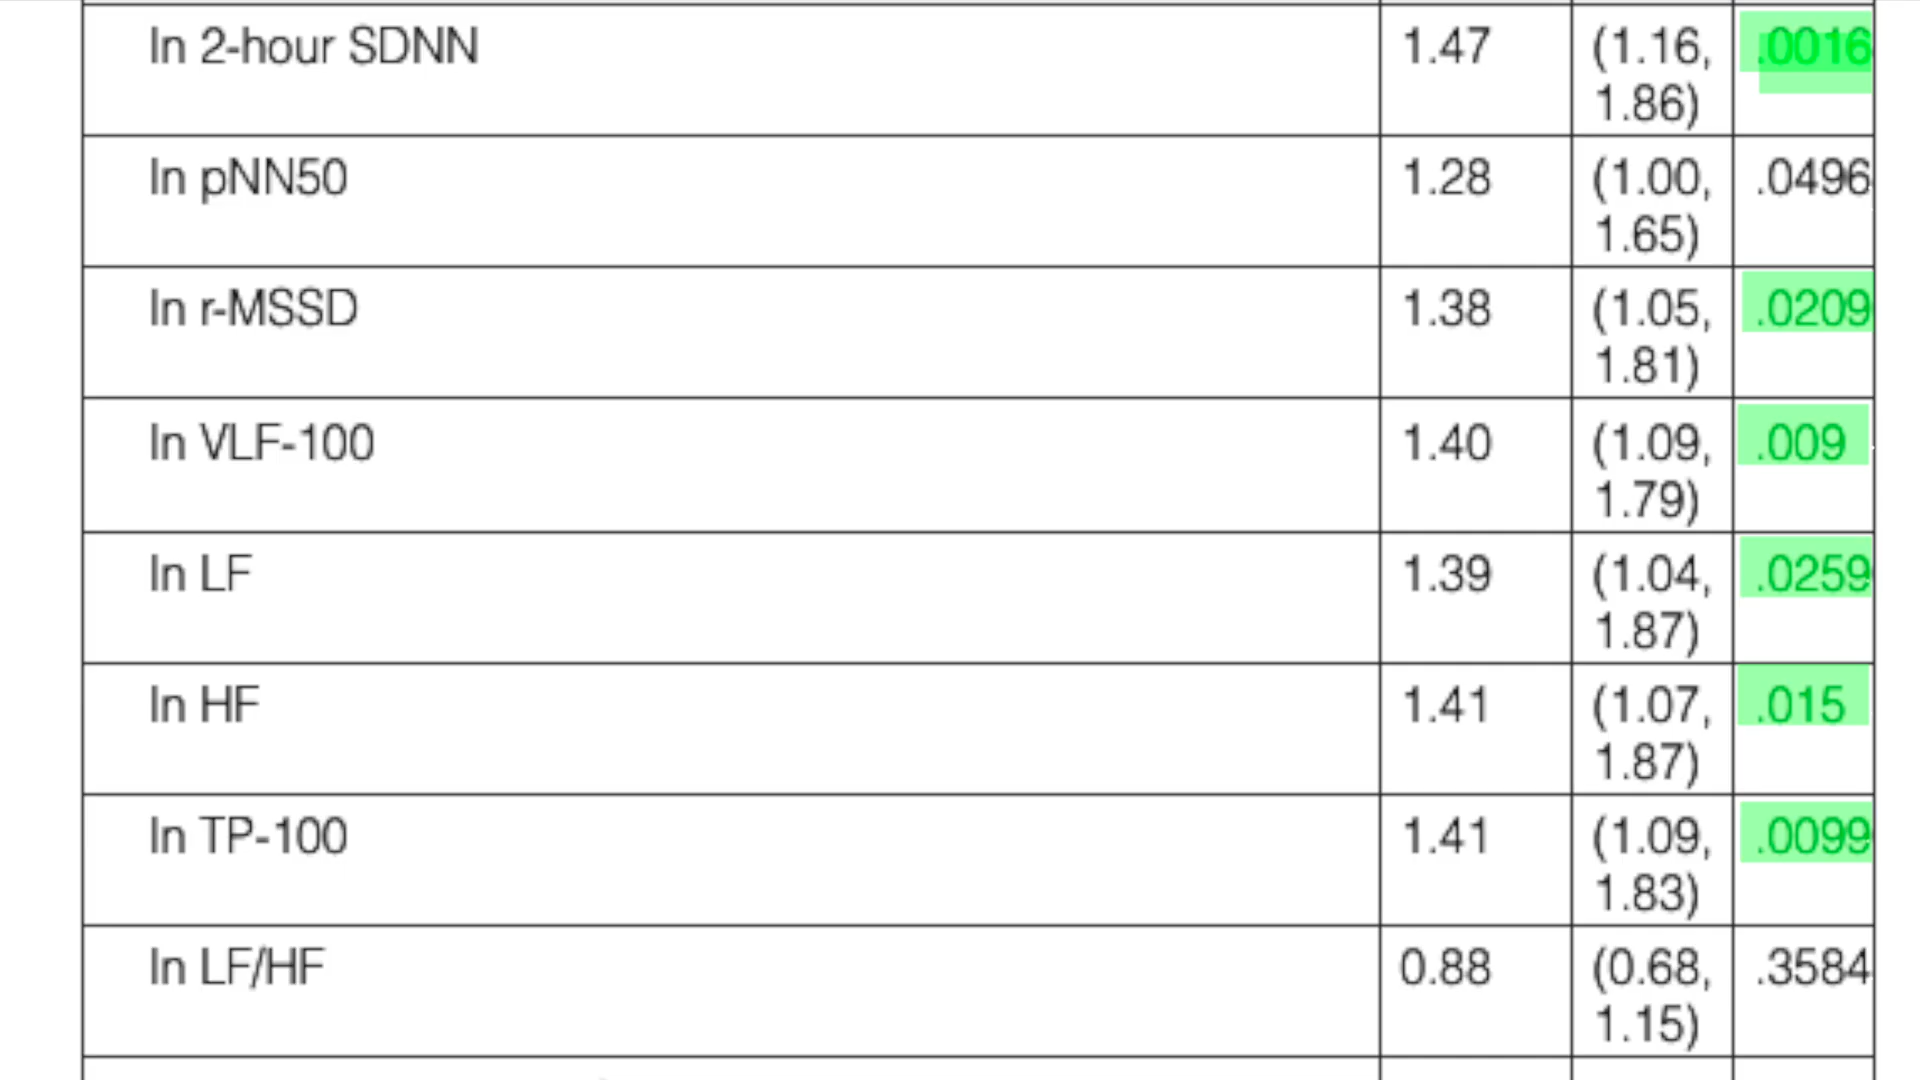 ln 2-hour SDNN 1.47 (1.16, .0016
1.86)
ln pNN50 1.28 (1.00, .0496
1.65)
ln r-MSSD 1.38 (1.05, .0209
1.81)
ln VLF-100 1.40 (1.09, .009
1.79)
ln LF 1.39 (1.04, .0259
1.87)
ln HF 1.41 (1.07, .015
1.87)
ln TP-100 1.41 (1.09, .0099
1.83)
ln LF/HF 0.88 (0.68, .3584
1.15)